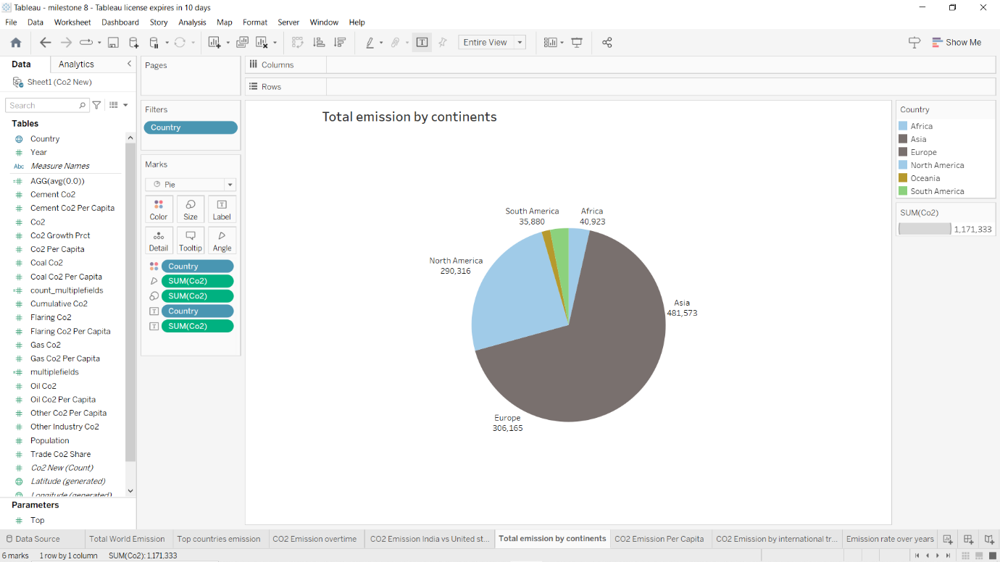 Tableau - milestone 8 - Tableau license expires in 10 days
File Data Worksheet Dashboard Story Analysis Map Format Server Window Help
Entire View
Show Me
Data Analytics
Sheet1 (Co2 New)
Search
Tables
Country
Year
Abc Measure Names
AGG(avg(0.0))
Cement Co2
Cement Co2 Per Capita
Co2
Co2 Growth Prct
Co2 Per Capita
Coal Co2
Coal Co2 Per Capita
count_multiplefields
Cumulative Co2
Flaring Co2
Flaring Co2 Per Capita
Gas Co2
Gas Co2 Per Capita
multiplefields
Oil Co2
Oil Co2 Per Capita
Other Co2 Per Capita
Other Industry Co2
Population
Trade Co2 Share
Co2 New (Count)
Latitude (generated)
Longitude (generated)
Parameters
Top
Pages
Filters
Country
Marks
Pie
Color Size Label
Detail Tooltip Angle
Country
SUM(Co2)
SUM(Co2)
Country
SUM(Co2)
Columns
Rows
Total emission by continents
South America
35,880
Africa
40,923
North America
290,316
Asia
481,573
Europe
306,165
Country
Africa
Asia
Europe
North America
Oceania
South America
SUM(Co2)
1,171,333
Data Source Total World Emission Top countries emission CO2 Emission overtime CO2 Emission India vs United st... Total emission by continents CO2 Emission Per Capita CO2 Emission by international tr... Emission rate over years
6 marks 1 row by 1 column SUM(Co2): 1,171,333